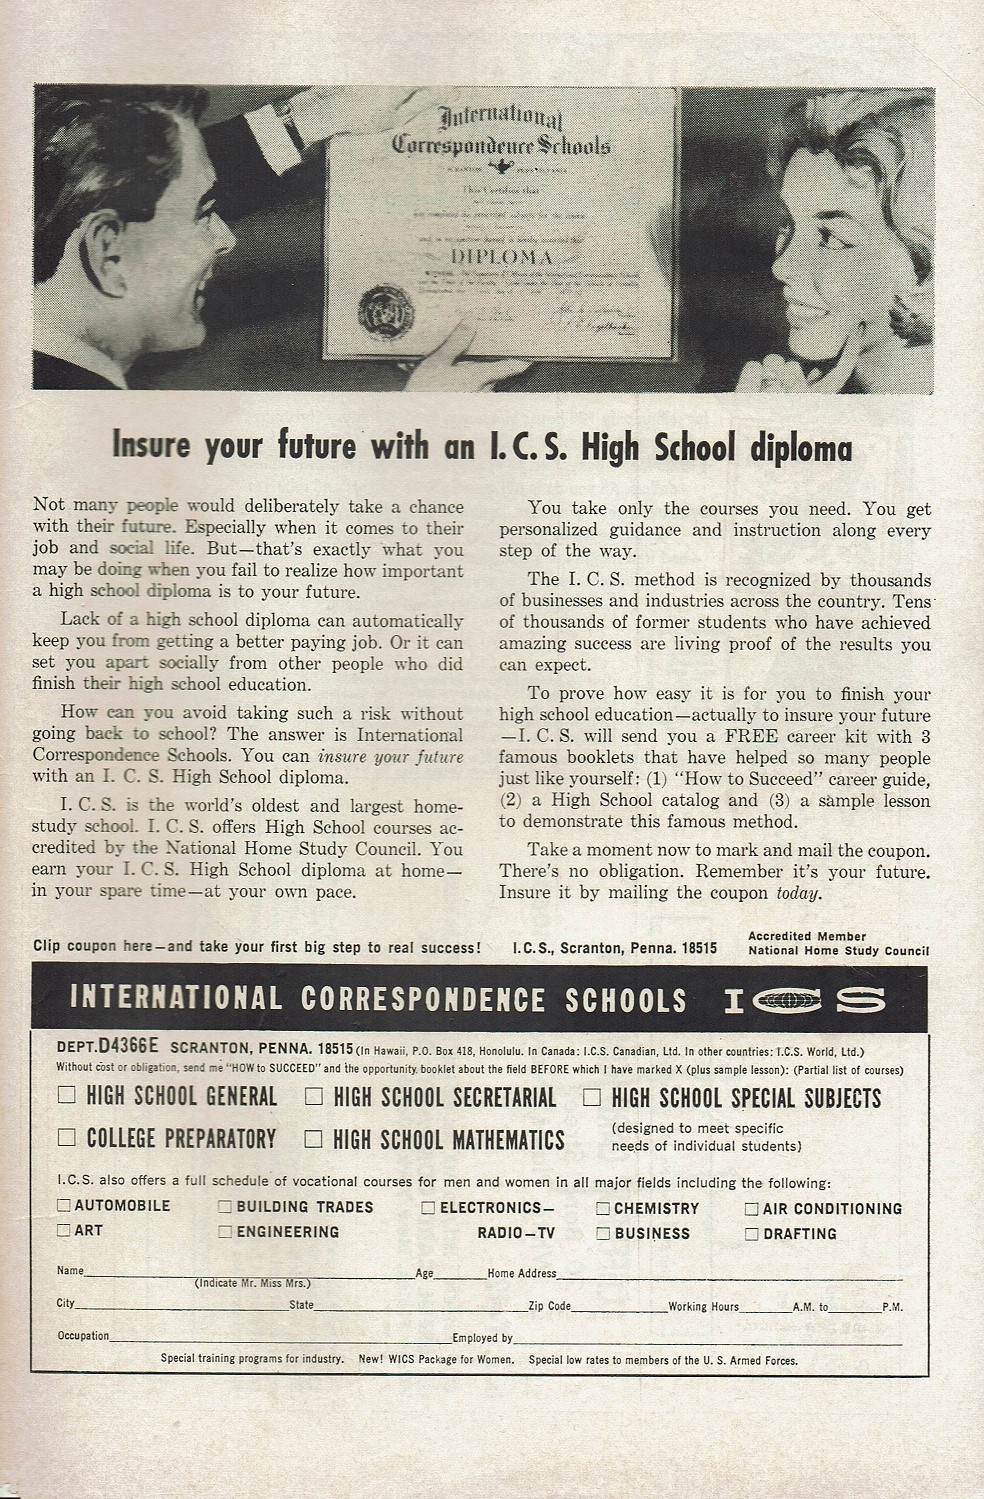 International
Correspondence Schools
SCRANTON PENNSYLVANIA
This Certifies that
DIPLOMA
Insure your future with an I. C. S. High School diploma
Not many people would deliberately take a chance
with their future. Especially when it comes to their
job and social life. But—that's exactly what you
may be doing when you fail to realize how important
a high school diploma is to your future.
Lack of a high school diploma can automatically
keep you from getting a better paying job. Or it can
set you apart socially from other people who did
finish their high school education.
How can you avoid taking such a risk without
going back to school? The answer is International
Correspondence Schools. You can insure your future
with an I. C. S. High School diploma.
I. C. S. is the world's oldest and largest home-
study school. I. C. S. offers High School courses ac-
credited by the National Home Study Council. You
earn your I. C. S. High School diploma at home—
in your spare time—at your own pace.
You take only the courses you need. You get
personalized guidance and instruction along every
step of the way.
The I. C. S. method is recognized by thousands
of businesses and industries across the country. Tens
of thousands of former students who have achieved
amazing success are living proof of the results you
can expect.
To prove how easy it is for you to finish your
high school education—actually to insure your future
—I. C. S. will send you a FREE career kit with 3
famous booklets that have helped so many people
just like yourself: (1) "How to Succeed" career guide,
(2) a High School catalog and (3) a sample lesson
to demonstrate this famous method.
Take a moment now to mark and mail the coupon.
There's no obligation. Remember it's your future.
Insure it by mailing the coupon today.
Clip coupon here—and take your first big step to real success! I.C.S., Scranton, Penna. 18515
Accredited Member
National Home Study Council
INTERNATIONAL CORRESPONDENCE SCHOOLS ICS
DEPT. D4366E SCRANTON, PENNA. 18515 (In Hawaii, P.O. Box 418, Honolulu. In Canada: I.C.S. Canadian, Ltd. In other countries: I.C.S. World, Ltd.)
Without cost or obligation, send me "HOW to SUCCEED" and the opportunity booklet about the field BEFORE which I have marked X (plus sample lesson): (Partial list of courses)
HIGH SCHOOL GENERAL HIGH SCHOOL SECRETARIAL HIGH SCHOOL SPECIAL SUBJECTS
COLLEGE PREPARATORY HIGH SCHOOL MATHEMATICS (designed to meet specific
needs of individual students)
I.C.S. also offers a full schedule of vocational courses for men and women in all major fields including the following:
AUTOMOBILE BUILDING TRADES ELECTRONICS— CHEMISTRY AIR CONDITIONING
ART ENGINEERING RADIO—TV BUSINESS DRAFTING
Name Age Home Address
(Indicate Mr. Miss Mrs.)
City State Zip Code Working Hours A.M. to P.M.
Occupation Employed by
Special training programs for industry. New! WICS Package for Women. Special low rates to members of the U. S. Armed Forces.